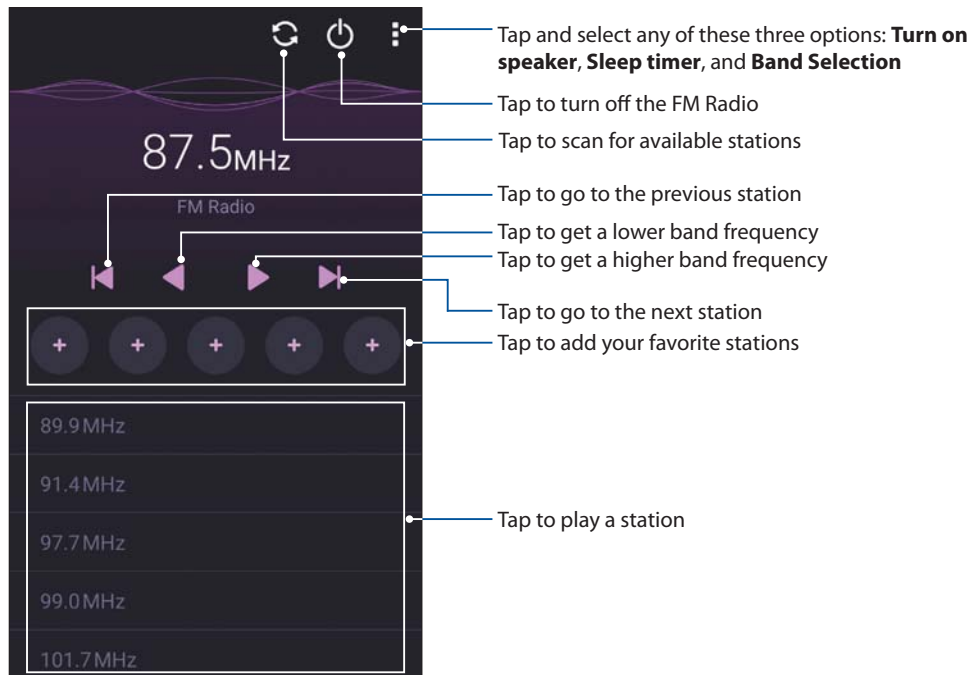 Tap and select any of these three options: Turn on
speaker, Sleep timer, and Band Selection
Tap to turn off the FM Radio
Tap to scan for available stations
87.5MHz
FM Radio
Tap to go to the previous station
Tap to get a lower band frequency
Tap to get a higher band frequency
Tap to go to the next station
+ + + + +
Tap to add your favorite stations
89.9MHz
91.4MHz
97.7MHz
99.0MHz
101.7MHz
Tap to play a station